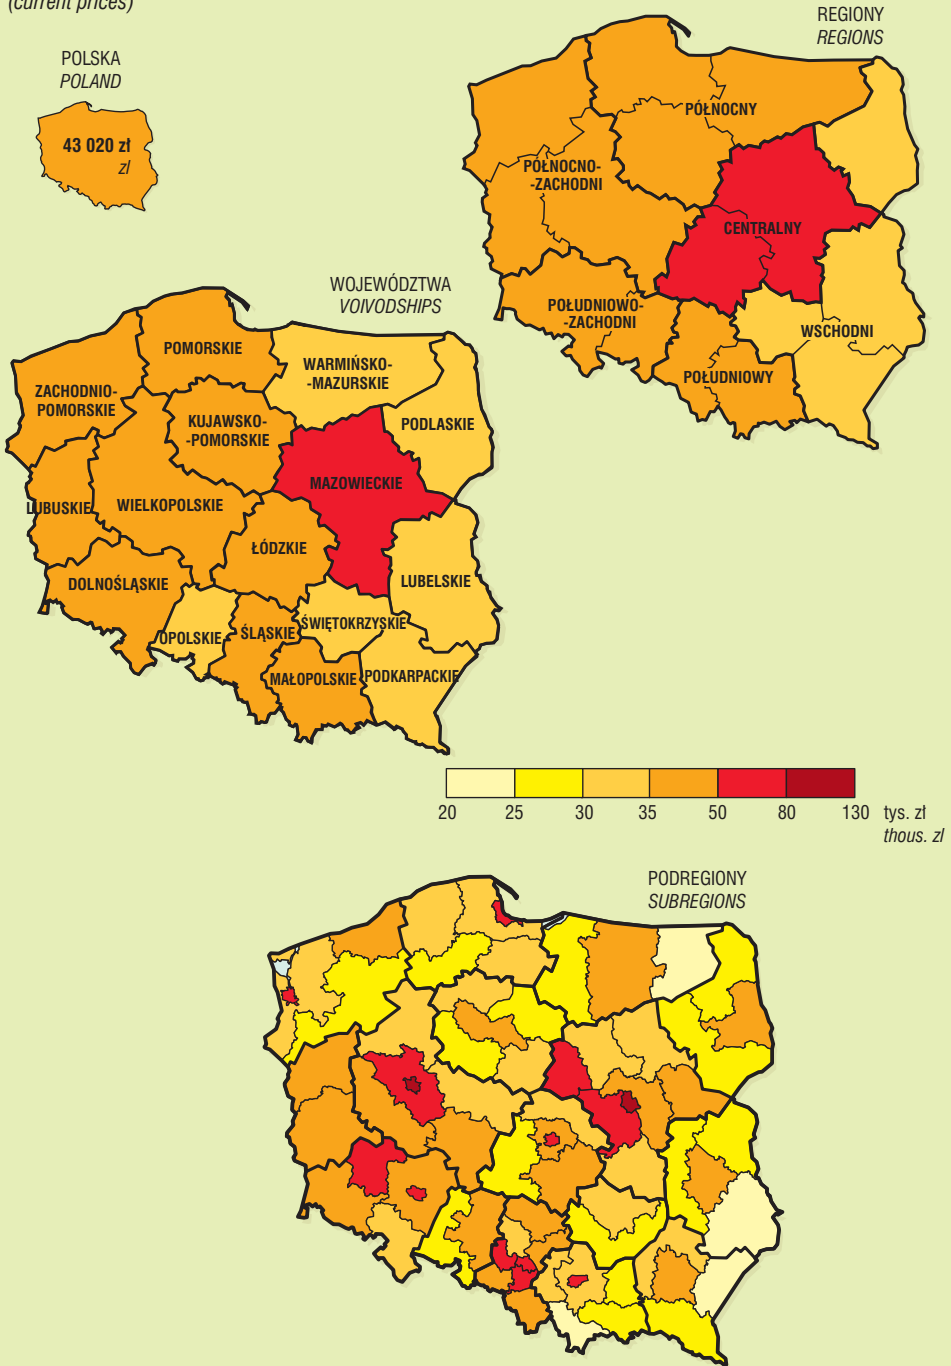 (current prices)
POLSKA
POLAND
43 020 zł
zl
REGIONY
REGIONS
PÓŁNOCNY
PÓŁNOCNO-
-ZACHODNI
CENTRALNY
POŁUDNIOWO-
-ZACHODNI
WSCHODNI
POŁUDNIOWY
WOJEWÓDZTWA
VOIVODSHIPS
POMORSKIE
WARMIŃSKO-
-MAZURSKIE
ZACHODNIO-
POMORSKIE
KUJAWSKO-
-POMORSKIE
PODLASKIE
MAZOWIECKIE
LUBUSKIE
WIELKOPOLSKIE
ŁÓDZKIE
DOLNOŚLĄSKIE
LUBELSKIE
OPOLSKIE
ŚLĄSKIE
ŚWIĘTOKRZYSKIE
MAŁOPOLSKIE
PODKARPACKIE
20 25 30 35 50 80 130 tys. zł
thous. zl
PODREGIONY
SUBREGIONS